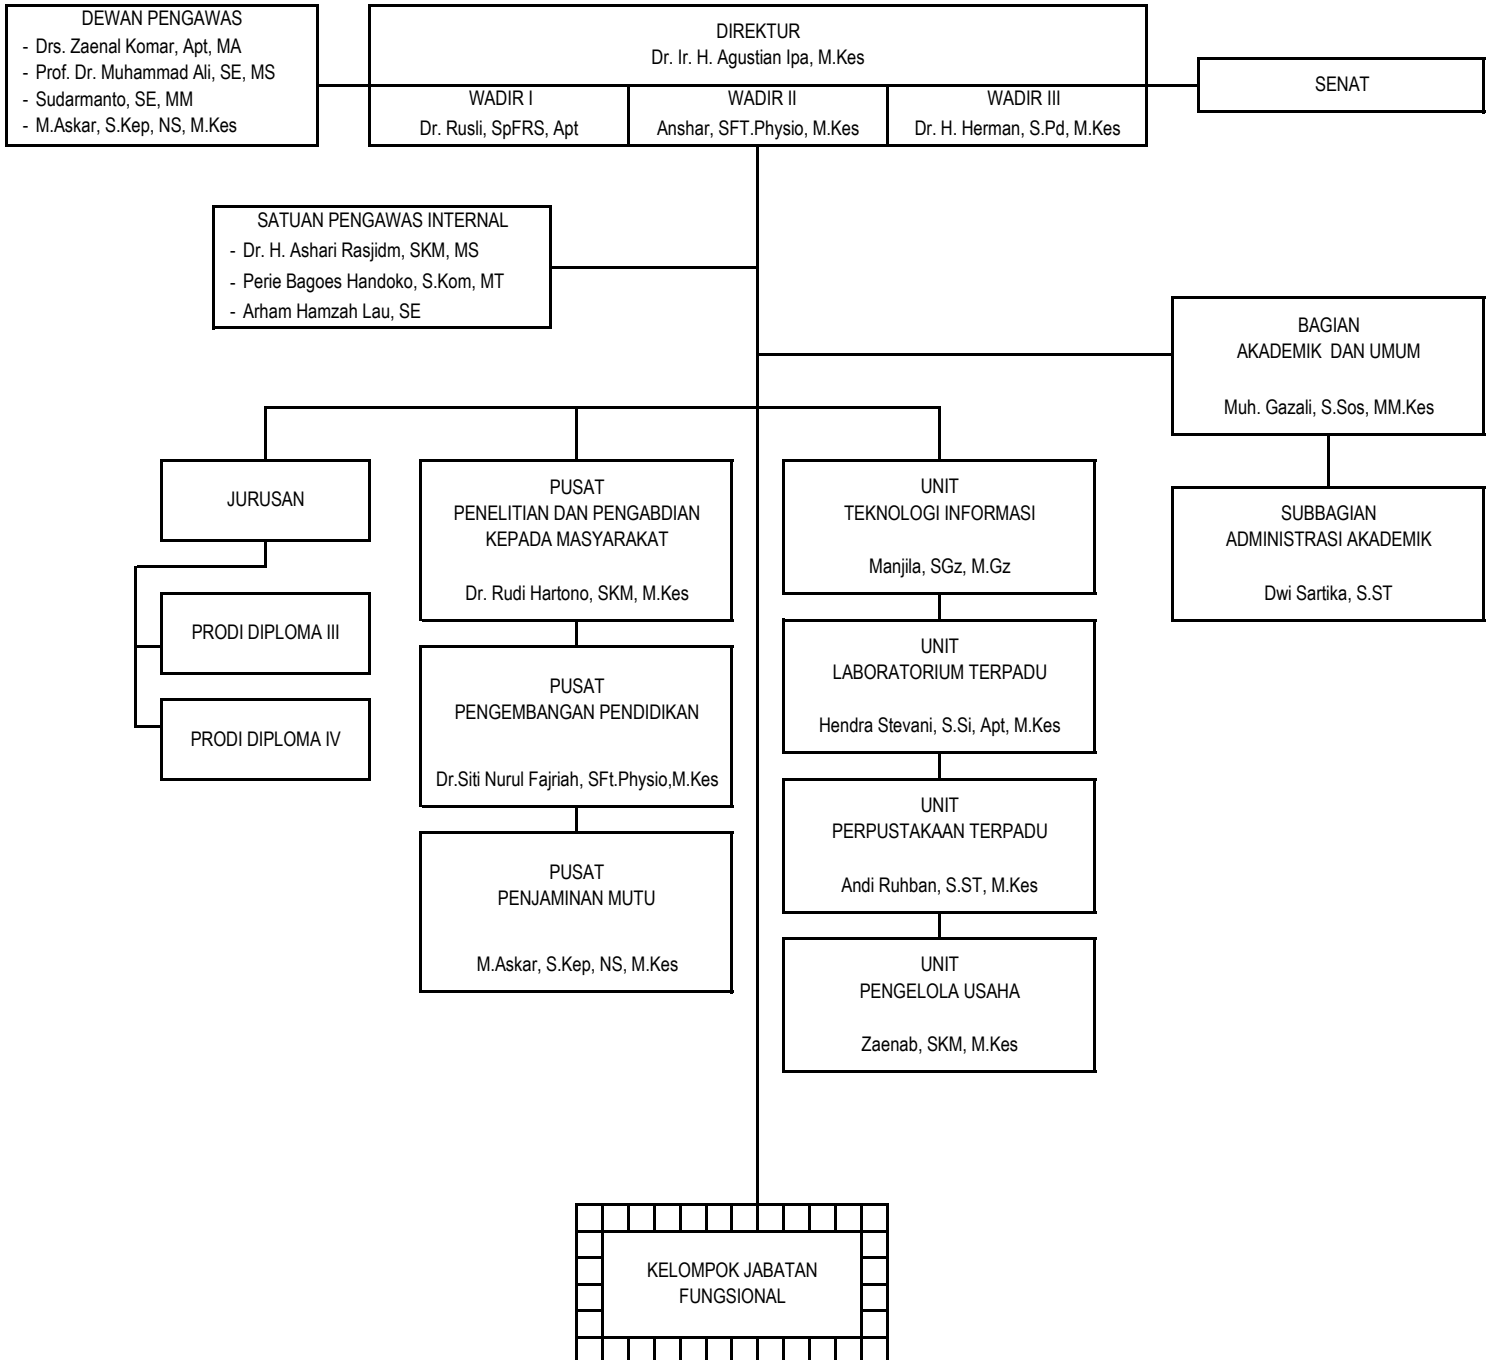 DEWAN PENGAWAS
- Drs. Zaenal Komar, Apt, MA
- Prof. Dr. Muhammad Ali, SE, MS
- Sudarmanto, SE, MM
- M.Askar, S.Kep, NS, M.Kes
DIREKTUR
Dr. Ir. H. Agustian Ipa, M.Kes
WADIR I
Dr. Rusli, SpFRS, Apt
WADIR II
Anshar, SFT.Physio, M.Kes
WADIR III
Dr. H. Herman, S.Pd, M.Kes
SENAT
SATUAN PENGAWAS INTERNAL
- Dr. H. Ashari Rasjidm, SKM, MS
- Perie Bagoes Handoko, S.Kom, MT
- Arham Hamzah Lau, SE
BAGIAN
AKADEMIK DAN UMUM
Muh. Gazali, S.Sos, MM.Kes
SUBBAGIAN
ADMINISTRASI AKADEMIK
Dwi Sartika, S.ST
JURUSAN
PRODI DIPLOMA III
PRODI DIPLOMA IV
PUSAT
PENELITIAN DAN PENGABDIAN
KEPADA MASYARAKAT
Dr. Rudi Hartono, SKM, M.Kes
PUSAT
PENGEMBANGAN PENDIDIKAN
Dr.Siti Nurul Fajriah, SFt.Physio,M.Kes
PUSAT
PENJAMINAN MUTU
M.Askar, S.Kep, NS, M.Kes
UNIT
TEKNOLOGI INFORMASI
Manjila, SGz, M.Gz
UNIT
LABORATORIUM TERPADU
Hendra Stevani, S.Si, Apt, M.Kes
UNIT
PERPUSTAKAAN TERPADU
Andi Ruhban, S.ST, M.Kes
UNIT
PENGELOLA USAHA
Zaenab, SKM, M.Kes
KELOMPOK JABATAN
FUNGSIONAL